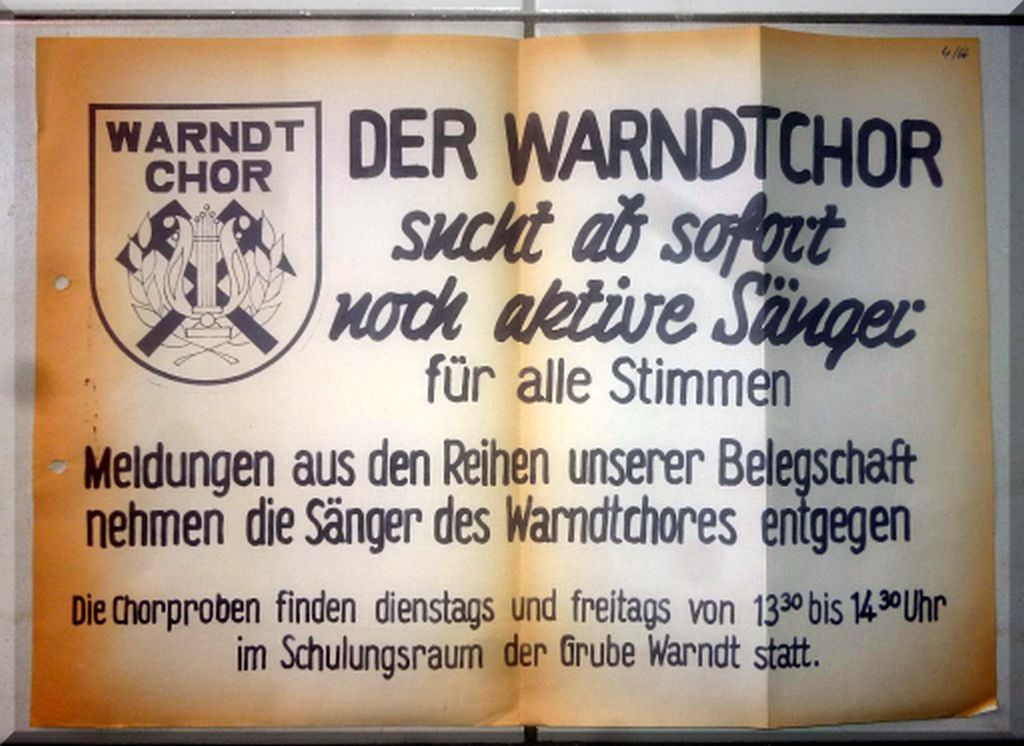 4/66
WARNDT
CHOR
DER WARNDTCHOR
sucht ab sofort
noch aktive Sänger
für alle Stimmen
Meldungen aus den Reihen unserer Belegschaft
nehmen die Sänger des Warndtchores entgegen
Die Chorproben finden dienstags und freitags von 13³⁰ bis 14³⁰ Uhr
im Schulungsraum der Grube Warndt statt.